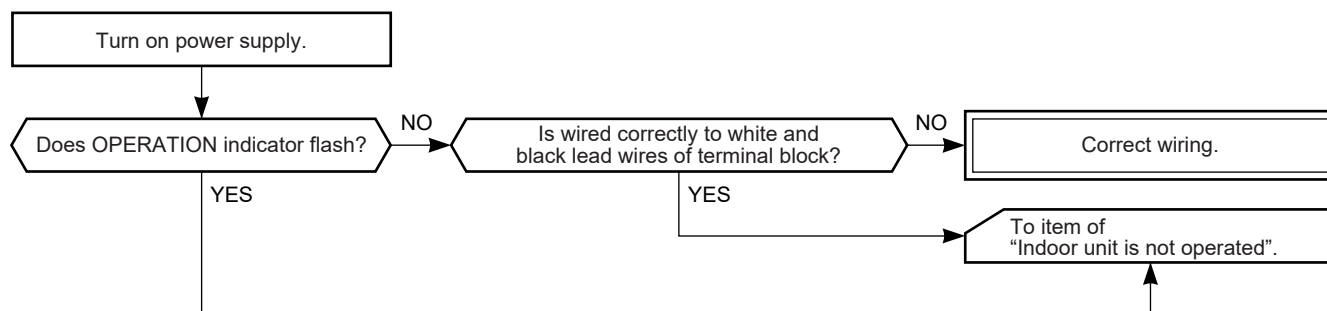 Turn on power supply.
Does OPERATION indicator flash?
NO
Is wired correctly to white and
black lead wires of terminal block?
NO
Correct wiring.
YES
YES
To item of
“Indoor unit is not operated”.